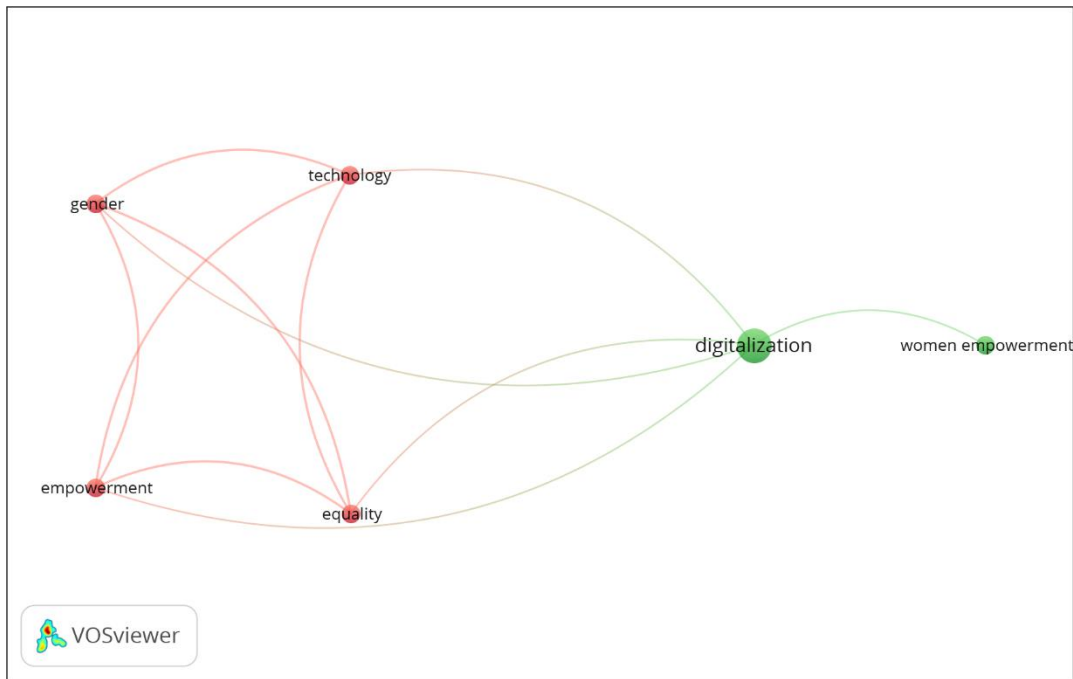 technology
gender
digitalization
women empowerment
empowerment
equality
VOSviewer